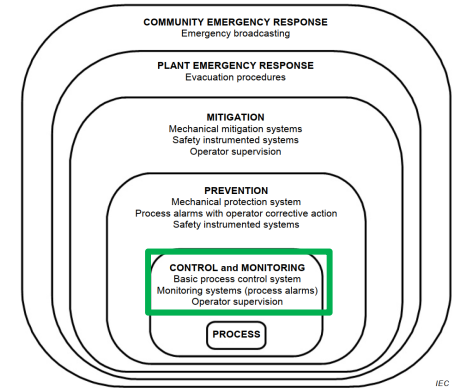 COMMUNITY EMERGENCY RESPONSE
Emergency broadcasting
PLANT EMERGENCY RESPONSE
Evacuation procedures
MITIGATION
Mechanical mitigation systems
Safety instrumented systems
Operator supervision
PREVENTION
Mechanical protection system
Process alarms with operator corrective action
Safety instrumented systems
CONTROL and MONITORING
Basic process control system
Monitoring systems (process alarms)
Operator supervision
PROCESS
IEC